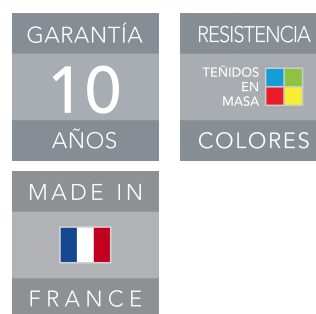 GARANTÍA
10
AÑOS
RESISTENCIA
TEÑIDOS
EN
MASA
COLORES
MADE IN
FRANCE